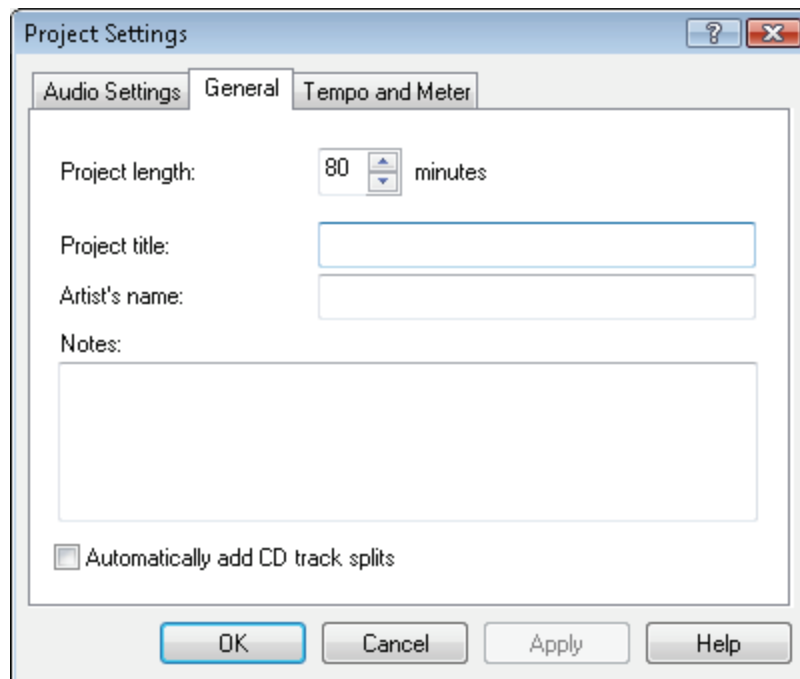 Project Settings
Audio Settings General Tempo and Meter
Project length: 80 minutes
Project title:
Artist's name:
Notes:
Automatically add CD track splits
OK Cancel Apply Help